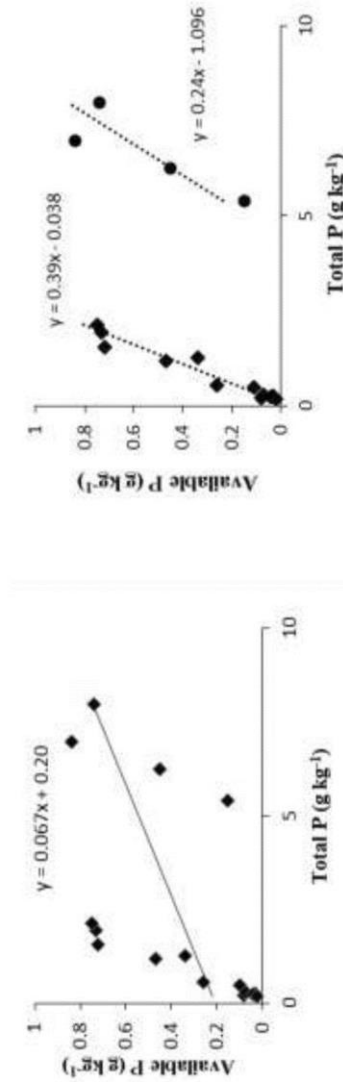 y = 0.067x + 0.20
1
0.8
0.6
0.4
0.2
0
Available P (g kg-1)
0
5
10
Total P (g kg-1)
y = 0.39x - 0.038
y = 0.24x - 1.096
1
0.8
0.6
0.4
0.2
0
Available P (g kg-1)
0
5
10
Total P (g kg-1)